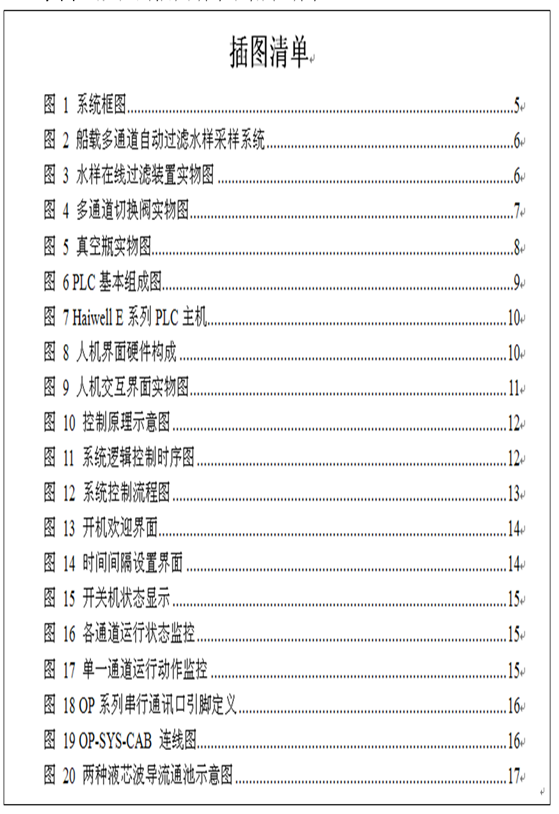 插图清单
图 1 系统框图........................5
图 2 船载多通道自动过滤水样采样系统........................6
图 3 水样在线过滤装置实物图........................6
图 4 多通道切换阀实物图........................7
图 5 真空瓶实物图........................8
图 6 PLC 基本组成图........................9
图 7 Haiwell E 系列 PLC 主机........................10
图 8 人机界面硬件构成........................10
图 9 人机交互界面实物图........................11
图 10 控制原理示意图........................12
图 11 系统逻辑控制时序图........................12
图 12 系统控制流程图........................13
图 13 开机欢迎界面........................14
图 14 时间间隔设置界面........................14
图 15 开关机状态显示........................15
图 16 各通道运行状态监控........................15
图 17 单一通道运行动作监控........................15
图 18 OP 系列串行通讯口引脚定义........................16
图 19 OP-SYS-CAB 连线图........................16
图 20 两种液芯波导流通池示意图........................17